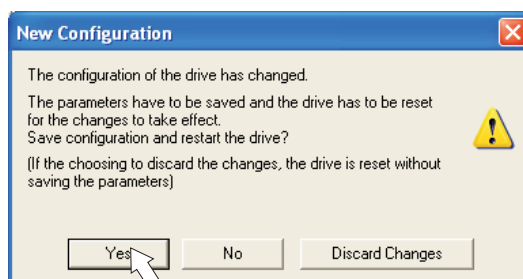 New Configuration
The configuration of the drive has changed.
The parameters have to be saved and the drive has to be reset
for the changes to take effect.
Save configuration and restart the drive?
(If the choosing to discard the changes, the drive is reset without
saving the parameters)
Yes
No
Discard Changes